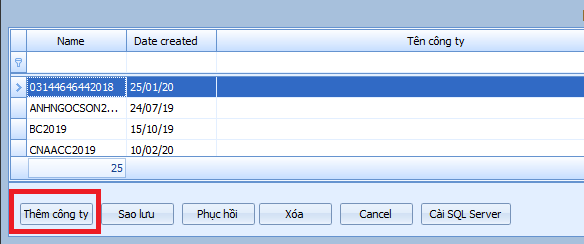 Name Date created Tên công ty
03144646442018 25/01/20
ANHNGOCSON2... 24/07/19
BC2019 15/10/19
CNAACC2019 10/02/20
25
Thêm công ty Sao lưu Phục hồi Xóa Cancel Cài SQL Server